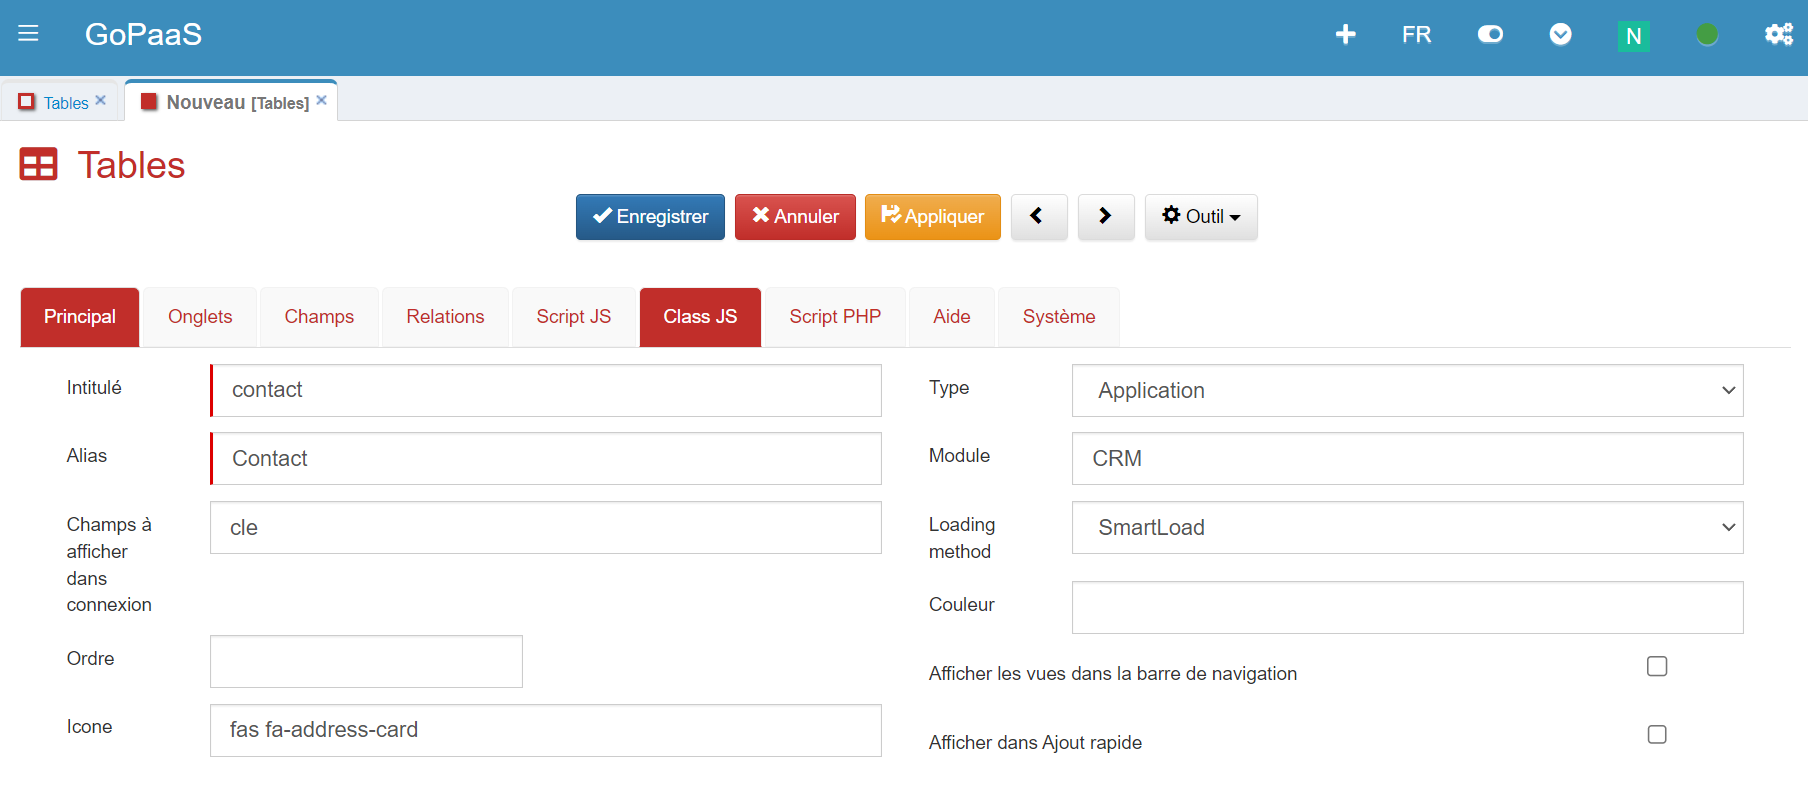 GoPaaS
FR
N
Tables
Nouveau [Tables]
Tables
Enregistrer
Annuler
Appliquer
Outil
Principal
Onglets
Champs
Relations
Script JS
Class JS
Script PHP
Aide
Système
Intitulé
contact
Type
Application
Alias
Contact
Module
CRM
Champs à
afficher
dans
connexion
cle
Loading
method
SmartLoad
Couleur
Ordre
Afficher les vues dans la barre de navigation
Icone
fas fa-address-card
Afficher dans Ajout rapide